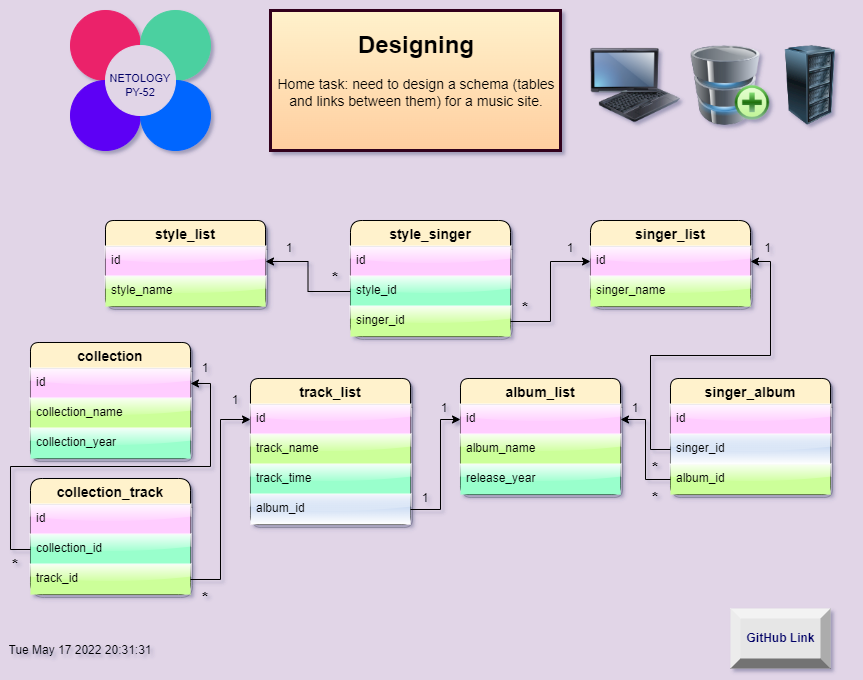 NETOLOGY
PY-52
Designing
Home task: need to design a schema (tables
and links between them) for a music site.
style_list
id
style_name
1
*
style_singer
id
style_id
singer_id
1
*
singer_list
id
singer_name
1
collection
id
collection_name
collection_year
1
collection_track
id
collection_id
track_id
*
*
1
track_list
id
track_name
track_time
album_id
1
1
album_list
id
album_name
release_year
1
singer_album
id
singer_id
album_id
*
*
Tue May 17 2022 20:31:31
GitHub Link